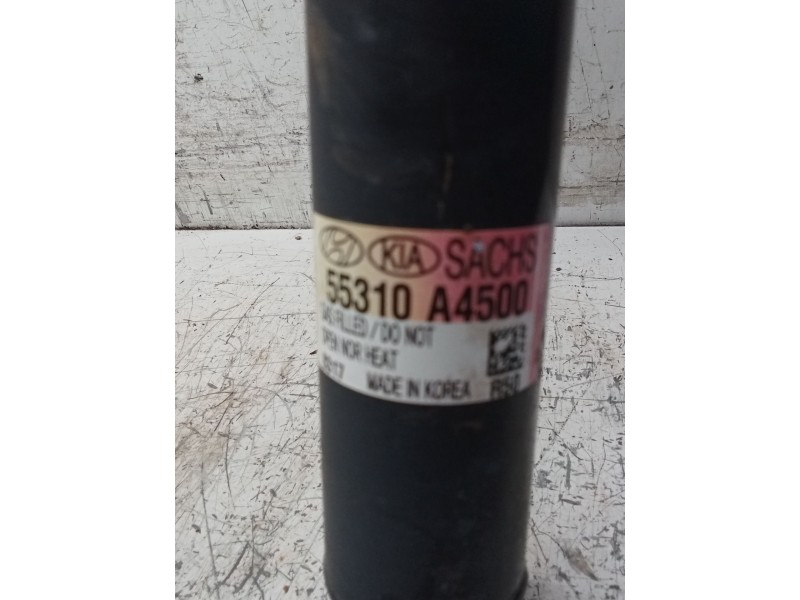 KIA SACHS
55310 A4500
GAS FILLED / DO NOT
OPEN NOR HEAT
MADE IN KOREA